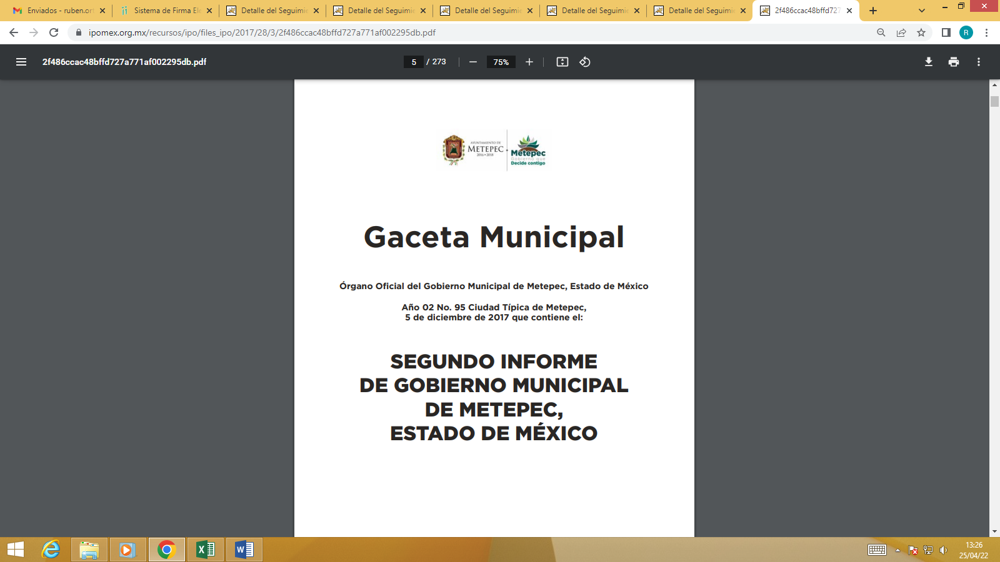 Enviados - ruben.ort
Sistema de Firma Ele
Detalle del Seguimie
Detalle del Seguimie
Detalle del Seguimie
Detalle del Seguimie
Detalle del Seguimie
2f486ccac48bffd727
ipomex.org.mx/recursos/ipo/files_ipo/2017/28/3/2f486ccac48bffd727a771af002295db.pdf
R
2f486ccac48bffd727a771af002295db.pdf
5 / 273
75%
AYUNTAMIENTO DE
METEPEC
2016 • 2018
Metepec
Gobierno que
Decide contigo
Gaceta Municipal
Órgano Oficial del Gobierno Municipal de Metepec, Estado de México
Año 02 No. 95 Ciudad Típica de Metepec,
5 de diciembre de 2017 que contiene el:
SEGUNDO INFORME
DE GOBIERNO MUNICIPAL
DE METEPEC,
ESTADO DE MÉXICO
13:26
25/04/22